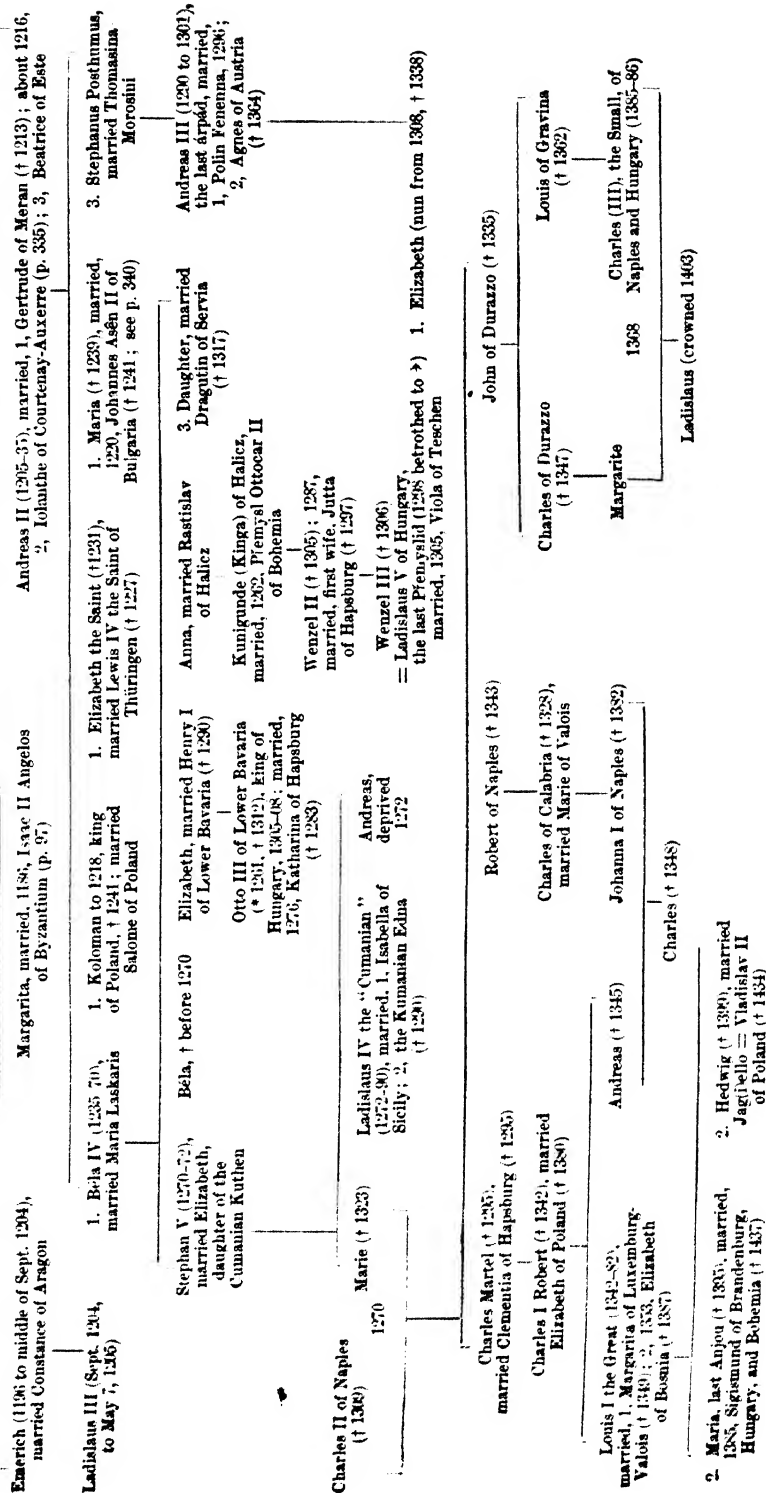 Emerich (1196 to middle of Sept. 1204),
married Constance of Aragon
Margarita, married, 1186, Isaac II Angelos
of Byzantium (p. 97)
Andreas II (1205-35), married, 1, Gertrude of Meran († 1213); about 1216,
2, Iolanthe of Courtenay-Auxerre (p. 335); 3, Beatrice of Este
Ladislaus III (Sept. 1204,
to May 7, 1205)
1. Béla IV (1235-70),
married Maria Laskaris
1. Koloman to 1218, king
of Poland, † 1241; married
Salome of Poland
1. Elizabeth the Saint (†1231),
married Lewis IV the Saint of
Thüringen († 1227)
1. Maria († 1239), married,
1220, Johannes Asên II of
Bulgaria († 1241; see p. 340)
3. Stephanus Posthumus,
married Thomasina
Morosini
Stephan V (1270-72),
married Elizabeth,
daughter of the
Cumanian Kuthen
Béla, † before 1270
Elizabeth, married Henry I
of Lower Bavaria († 1290)
Anna, married Rastislav
of Halicz
3. Daughter, married
Dragutin of Servia
(† 1317)
Andreas III (1290 to 1301),
the last Árpád, married,
1, Polin Fenenna, 1296;
2, Agnes of Austria
(† 1364)
Otto III of Lower Bavaria
(* 1261, † 1312), king of
Hungary, 1305-08; married,
1276, Katharina of Hapsburg
(† 1283)
Kunigunde (Kinga) of Halicz,
married, 1262, Přemysl Ottocar II
of Bohemia
Wenzel II († 1305); 1287,
married, first wife, Jutta
of Hapsburg († 1297)
Charles II of Naples
(† 1309)
1270
Marie († 1323)
Ladislaus IV the "Cumanian"
(1272-90), married, 1, Isabella of
Sicily; 2, the Kumanian Edna
(† 1290)
Andreas,
deprived
1272
Wenzel III († 1306)
= Ladislaus V of Hungary,
the last Přemyslid (1298 betrothed to →)
married, 1305, Viola of Teschen
1. Elizabeth (nun from 1308, † 1338)
Charles Martel († 1295),
married Clementia of Hapsburg († 1295)
Robert of Naples († 1343)
John of Durazzo († 1335)
Charles I Robert († 1342), married
Elizabeth of Poland († 1380)
Charles of Calabria († 1328),
married Marie of Valois
Charles of Durazzo
(† 1347)
Louis of Gravina
(† 1362)
Louis I the Great (1342-82),
married, 1, Margarita of Luxemburg-
Valois († 1349); 2, 1353, Elizabeth
of Bosnia († 1387)
Andreas († 1345)
Johanna I of Naples († 1382)
Margarite
1368
Charles (III), the Small, of
Naples and Hungary (1385-86)
Charles († 1348)
Ladislaus (crowned 1403)
2. Maria, last Anjou († 1395), married,
1385, Sigismund of Brandenburg,
Hungary, and Bohemia († 1437)
2. Hedwig († 1399), married
Jagiello = Vladislav II
of Poland († 1434)